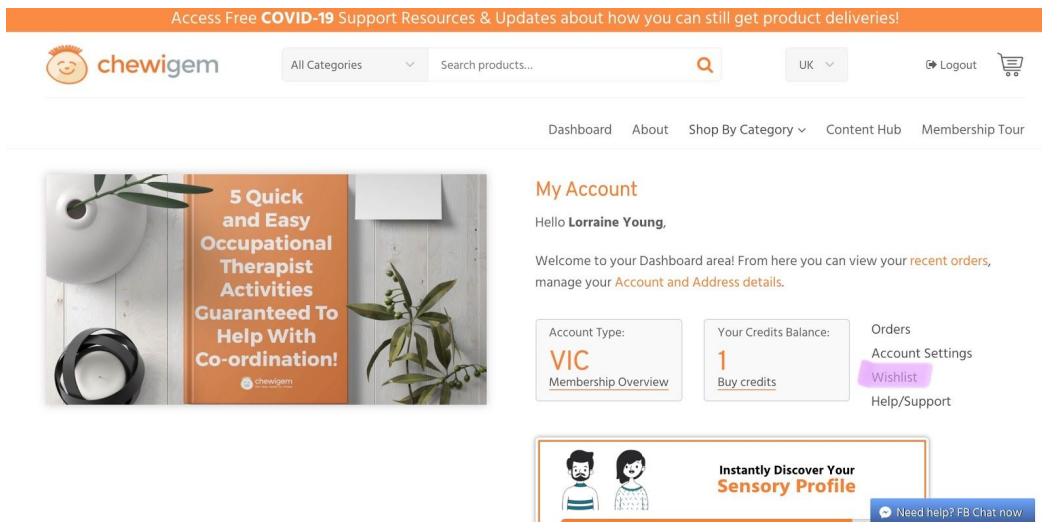 Access Free COVID-19 Support Resources & Updates about how you can still get product deliveries!
chewigem
All Categories
Search products...
UK
Logout
Dashboard
About
Shop By Category
Content Hub
Membership Tour
5 Quick
and Easy
Occupational
Therapist
Activities
Guaranteed To
Help With
Co-ordination!
chewigem
My Account
Hello Lorraine Young,
Welcome to your Dashboard area! From here you can view your recent orders,
manage your Account and Address details.
Account Type:
VIC
Membership Overview
Your Credits Balance:
1
Buy credits
Orders
Account Settings
Wishlist
Help/Support
Instantly Discover Your
Sensory Profile
Need help? FB Chat now